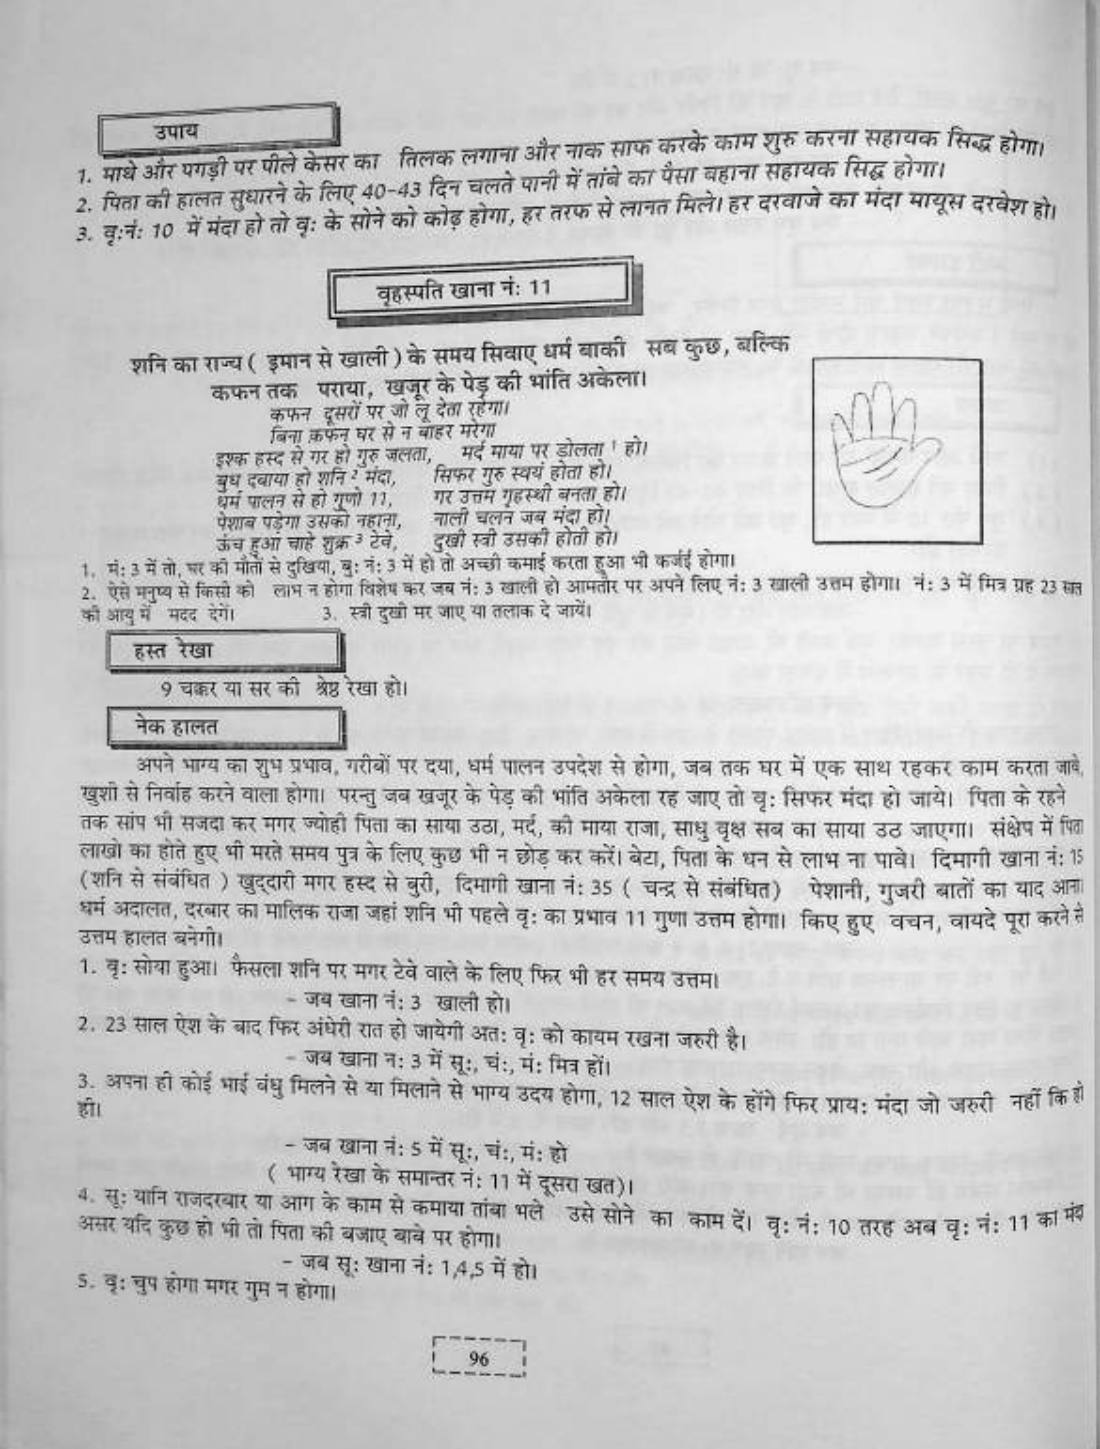 उपाय
1. माथे और पगड़ी पर पीले केसर का तिलक लगाना और नाक साफ करके काम शुरु करना सहायक सिद्ध होगा।
2. पिता की हालत सुधारने के लिए 40-43 दिन चलते पानी में तांबे का पैसा बहाना सहायक सिद्ध होगा।
3. वृ:नं: 10 में मंदा हो तो वृ: के सोने को कोढ़ होगा, हर तरफ से लानत मिले। हर दरवाजे का मंदा मायूस दरवेश हो।
वृहस्पति खाना नं: 11
शनि का राज्य ( इमान से खाली ) के समय सिवाए धर्म बाकी सब कुछ, बल्कि
कफन तक पराया, खजूर के पेड़ की भांति अकेला।
कफन दूसरों पर जो लू देता रहेगा।
बिना क़फन घर से न बाहर मरेगा
इश्क हस्द से गर हो गुरु जलता, मर्द माया पर डोलता ¹ हो।
बुध दबाया हो शनि ² मंदा, सिफर गुरु स्वयं होता हो।
धर्म पालन से हो गुणो 11, गर उत्तम गृहस्थी बनता हो।
पेशाब पड़ेगा उसको नहाना, नाली चलन जब मंदा हो।
ऊंच हुआ चाहे शुक्र ³ टेवे, दुखी स्त्री उसकी होती हो।
1. मं: 3 में तो, घर की मौतों से दुखिया, बु: नं: 3 में हो तो अच्छी कमाई करता हुआ भी कर्जई होगा।
2. ऐसे मनुष्य से किसी को लाभ न होगा विशेष कर जब नं: 3 खाली हो आमतौर पर अपने लिए नं: 3 खाली उत्तम होगा। नं: 3 में मित्र ग्रह 23 साल
की आयु में मदद देगें। 3. स्त्री दुखी मर जाए या तलाक दे जायें।
हस्त रेखा
9 चक्कर या सर की श्रेष्ठ रेखा हो।
नेक हालत
अपने भाग्य का शुभ प्रभाव, गरीबों पर दया, धर्म पालन उपदेश से होगा, जब तक घर में एक साथ रहकर काम करता जावे,
खुशी से निर्वाह करने वाला होगा। परन्तु जब खजूर के पेड़ की भांति अकेला रह जाए तो वृ: सिफर मंदा हो जाये। पिता के रहने
तक सांप भी सजदा कर मगर ज्योही पिता का साया उठा, मर्द, की माया राजा, साधु वृक्ष सब का साया उठ जाएगा। संक्षेप में पिता
लाखो का होते हुए भी मरते समय पुत्र के लिए कुछ भी न छोड़ कर करें। बेटा, पिता के धन से लाभ ना पावे। दिमागी खाना नं: 15
(शनि से संबंधित ) खुद्दारी मगर हस्द से बुरी, दिमागी खाना नं: 35 ( चन्द्र से संबंधित) पेशानी, गुजरी बातों का याद आना।
धर्म अदालत, दरबार का मालिक राजा जहां शनि भी पहले वृ: का प्रभाव 11 गुणा उत्तम होगा। किए हुए वचन, वायदे पूरा करने से
उत्तम हालत बनेगी।
1. वृ: सोया हुआ। फैसला शनि पर मगर टेवे वाले के लिए फिर भी हर समय उत्तम।
- जब खाना नं: 3 खाली हो।
2. 23 साल ऐश के बाद फिर अंधेरी रात हो जायेगी अत: वृ: को कायम रखना जरुरी है।
- जब खाना न: 3 में सू:, चं:, मं: मित्र हों।
3. अपना ही कोई भाई बंधु मिलने से या मिलाने से भाग्य उदय होगा, 12 साल ऐश के होंगे फिर प्राय: मंदा जो जरुरी नहीं कि हो
ही।
- जब खाना नं: 5 में सू:, चं:, मं: हो
( भाग्य रेखा के समान्तर नं: 11 में दूसरा खत)।
4. सू: यानि राजदरबार या आग के काम से कमाया तांबा भले उसे सोने का काम दें। वृ: नं: 10 तरह अब वृ: नं: 11 का मंदा
असर यदि कुछ हो भी तो पिता की बजाए बाबे पर होगा।
- जब सू: खाना नं: 1,4,5 में हो।
5. वृ: चुप होगा मगर गुम न होगा।
96